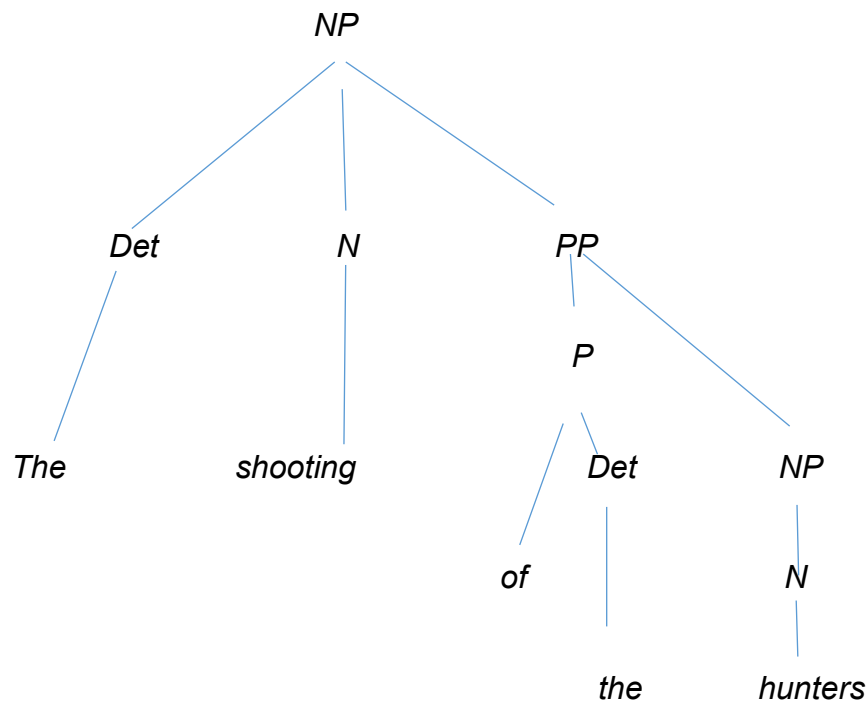 NP
Det N PP
P
The shooting Det NP
of N
the hunters